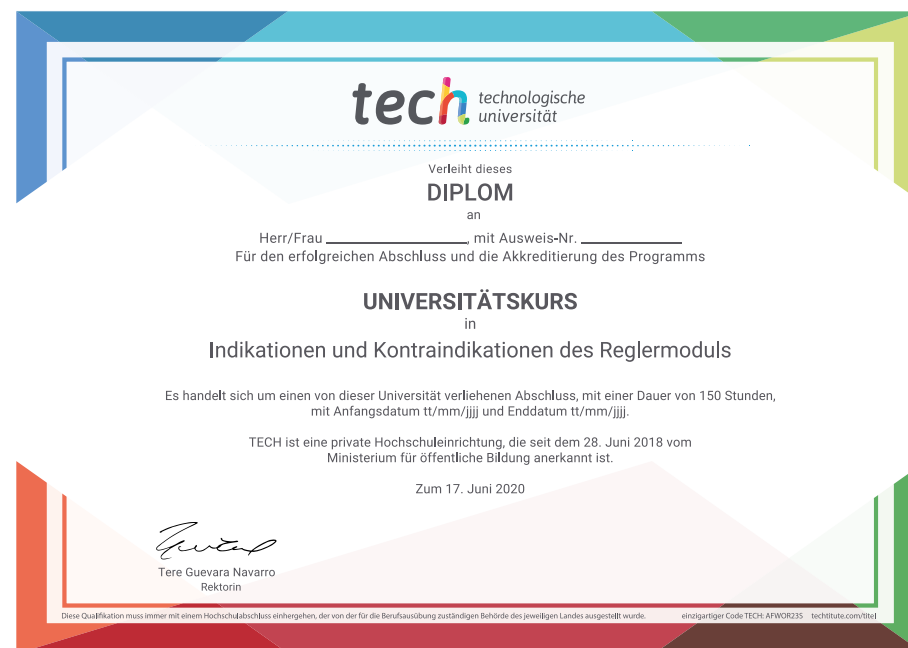 tech technologische
universität
Verleiht dieses
DIPLOM
an
Herr/Frau ____________, mit Ausweis-Nr. ____________
Für den erfolgreichen Abschluss und die Akkreditierung des Programms
UNIVERSITÄTSKURS
in
Indikationen und Kontraindikationen des Reglermoduls
Es handelt sich um einen von dieser Universität verliehenen Abschluss, mit einer Dauer von 150 Stunden,
mit Anfangsdatum tt/mm/jjjj und Enddatum tt/mm/jjjj.
TECH ist eine private Hochschuleinrichtung, die seit dem 28. Juni 2018 vom
Ministerium für öffentliche Bildung anerkannt ist.
Zum 17. Juni 2020
Tere Guevara Navarro
Rektorin
Diese Qualifikation muss immer mit einem Hochschulabschluss einhergehen, der von der für die Berufsausübung zuständigen Behörde des jeweiligen Landes ausgestellt wurde. einzigartiger Code TECH: AFWOR23S techtitute.com/titel